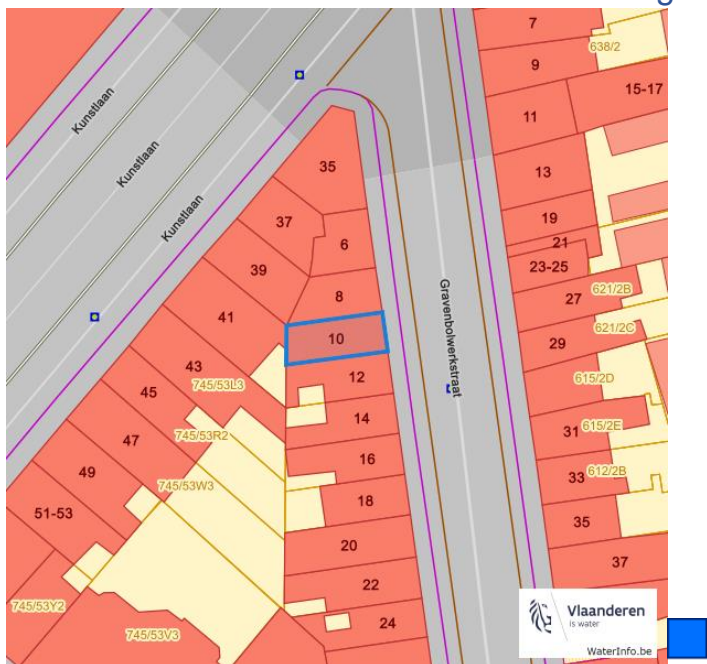 7
638/2
9
15-17
11
13
19
21
23-25
27
621/2B
29
621/2C
615/2D
31
615/2E
33
612/2B
35
37
Kunstlaan
Kunstlaan
Kunstlaan
Gravenbolwerkstraat
35
37
6
39
8
41
10
43
745/53L3
12
45
14
47
745/53R2
16
49
745/53W3
18
51-53
20
22
24
745/53Y2
745/53V3
Vlaanderen
is water
WaterInfo.be